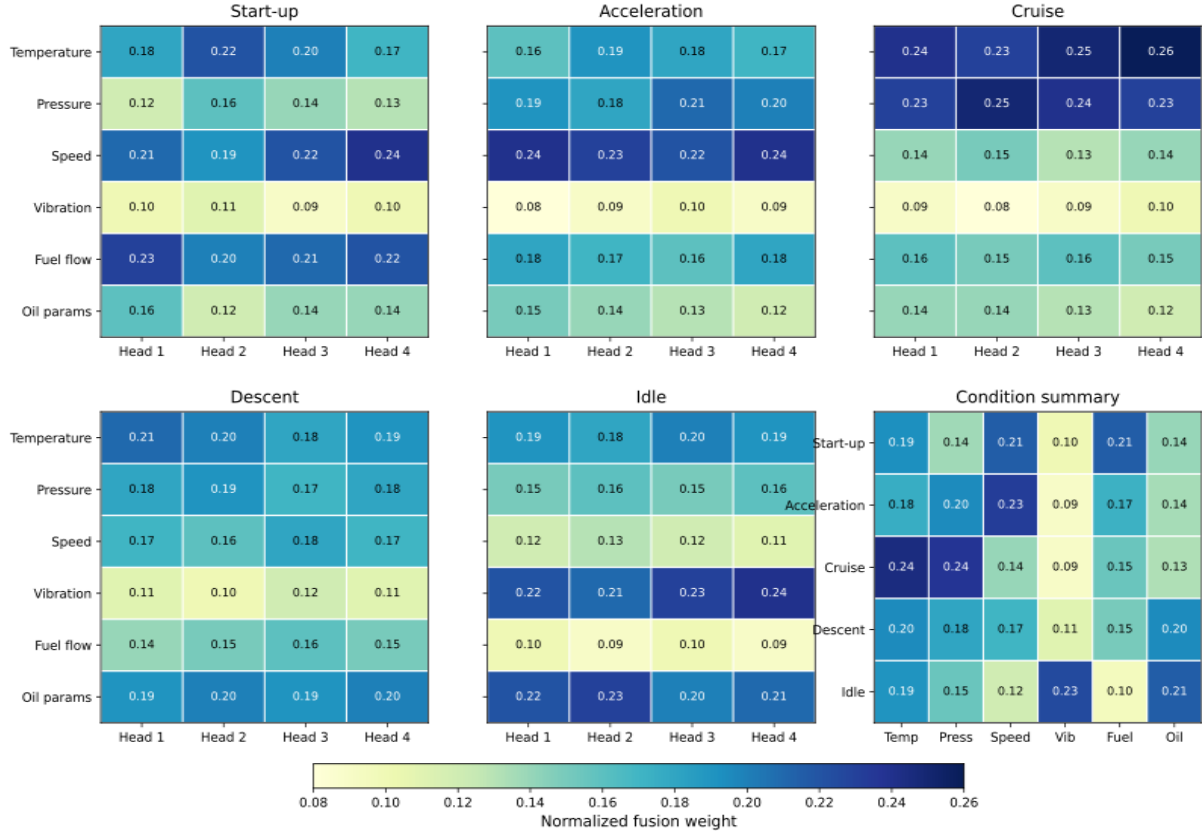 Start-up Acceleration Cruise
Temperature 0.18 0.22 0.20 0.17 0.16 0.19 0.18 0.17 0.24 0.23 0.25 0.26
Pressure 0.12 0.16 0.14 0.13 0.19 0.18 0.21 0.20 0.23 0.25 0.24 0.23
Speed 0.21 0.19 0.22 0.24 0.24 0.23 0.22 0.24 0.14 0.15 0.13 0.14
Vibration 0.10 0.11 0.09 0.10 0.08 0.09 0.10 0.09 0.09 0.08 0.09 0.10
Fuel flow 0.23 0.20 0.21 0.22 0.18 0.17 0.16 0.18 0.16 0.15 0.16 0.15
Oil params 0.16 0.12 0.14 0.14 0.15 0.14 0.13 0.12 0.14 0.14 0.13 0.12
Head 1 Head 2 Head 3 Head 4 Head 1 Head 2 Head 3 Head 4 Head 1 Head 2 Head 3 Head 4
Descent Idle Condition summary
Temperature 0.21 0.20 0.18 0.19 0.19 0.18 0.20 0.19
Pressure 0.18 0.19 0.17 0.18 0.15 0.16 0.15 0.16
Speed 0.17 0.16 0.18 0.17 0.12 0.13 0.12 0.11
Vibration 0.11 0.10 0.12 0.11 0.22 0.21 0.23 0.24
Fuel flow 0.14 0.15 0.16 0.15 0.10 0.09 0.10 0.09
Oil params 0.19 0.20 0.19 0.20 0.22 0.23 0.20 0.21
Head 1 Head 2 Head 3 Head 4 Head 1 Head 2 Head 3 Head 4
Start-up 0.19 0.14 0.21 0.10 0.21 0.14
Acceleration 0.18 0.20 0.23 0.09 0.17 0.14
Cruise 0.24 0.24 0.14 0.09 0.15 0.13
Descent 0.20 0.18 0.17 0.11 0.15 0.20
Idle 0.19 0.15 0.12 0.23 0.10 0.21
Temp Press Speed Vib Fuel Oil
0.08 0.10 0.12 0.14 0.16 0.18 0.20 0.22 0.24 0.26
Normalized fusion weight